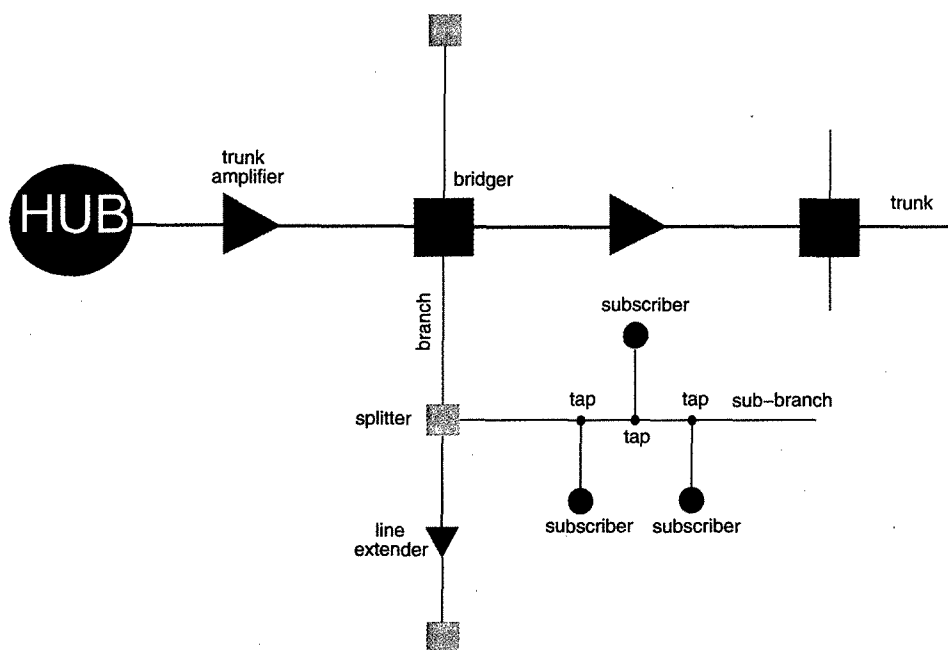 trunk
amplifier
bridger
HUB
trunk
branch
subscriber
splitter
tap
tap
sub-branch
tap
line
extender
subscriber
subscriber